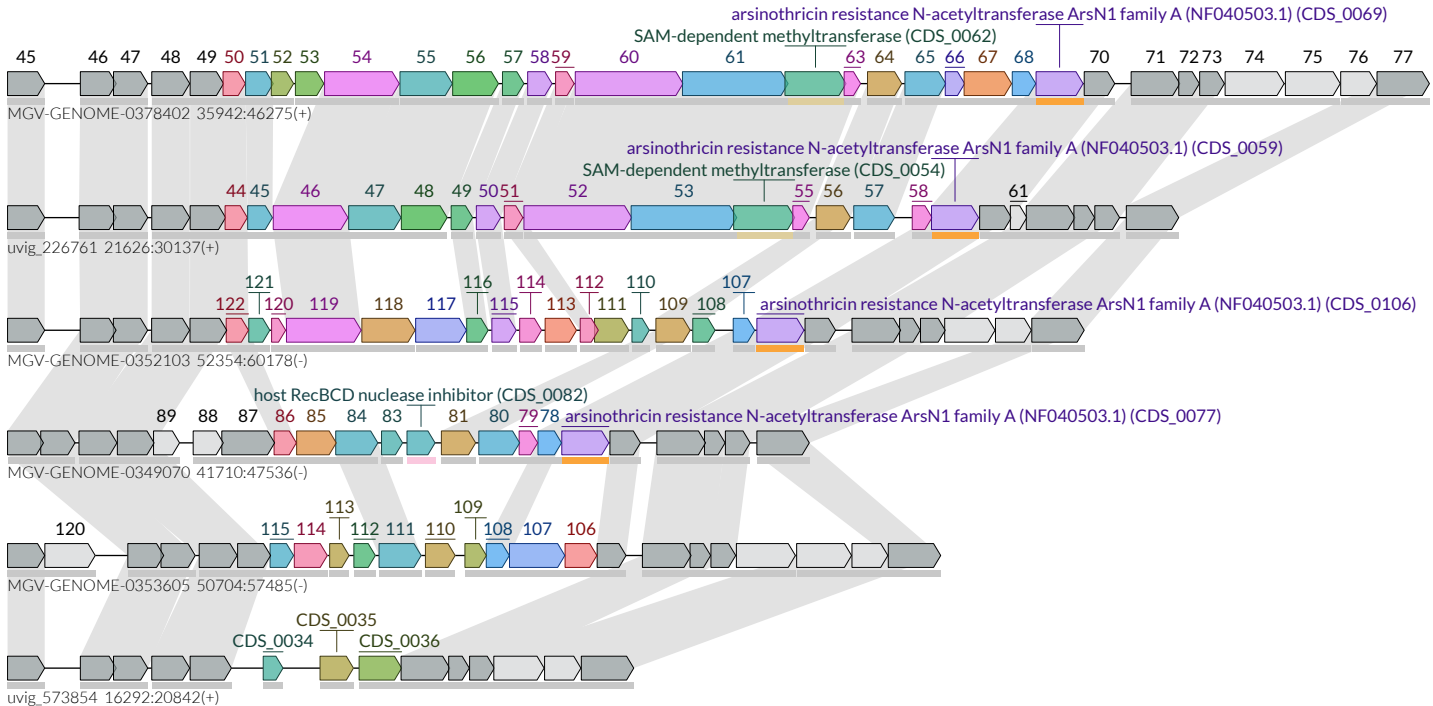 arsinothricin resistance N-acetyltransferase ArsN1 family A (NF040503.1) (CDS_0069)
SAM-dependent methyltransferase (CDS_0062)
45 46 47 48 49 50 51 52 53 54 55 56 57 58 59 60 61 63 64 65 66 67 68 70 71 72 73 74 75 76 77
MGV-GENOME-0378402 35942:46275(+)
arsinothricin resistance N-acetyltransferase ArsN1 family A (NF040503.1) (CDS_0059)
SAM-dependent methyltransferase (CDS_0054)
44 45 46 47 48 49 50 51 52 53 55 56 57 58 61
uvig_226761 21626:30137(+)
121 116 114 112 110 107
122 120 119 118 117 115 113 111 109 108 arsinothricin resistance N-acetyltransferase ArsN1 family A (NF040503.1) (CDS_0106)
MGV-GENOME-0352103 52354:60178(-)
host RecBCD nuclease inhibitor (CDS_0082)
89 88 87 86 85 84 83 81 80 79 78 arsinothricin resistance N-acetyltransferase ArsN1 family A (NF040503.1) (CDS_0077)
MGV-GENOME-0349070 41710:47536(-)
113 109
120 115 114 112 111 110 108 107 106
MGV-GENOME-0353605 50704:57485(-)
CDS_0035
CDS_0034 CDS_0036
uvig_573854 16292:20842(+)